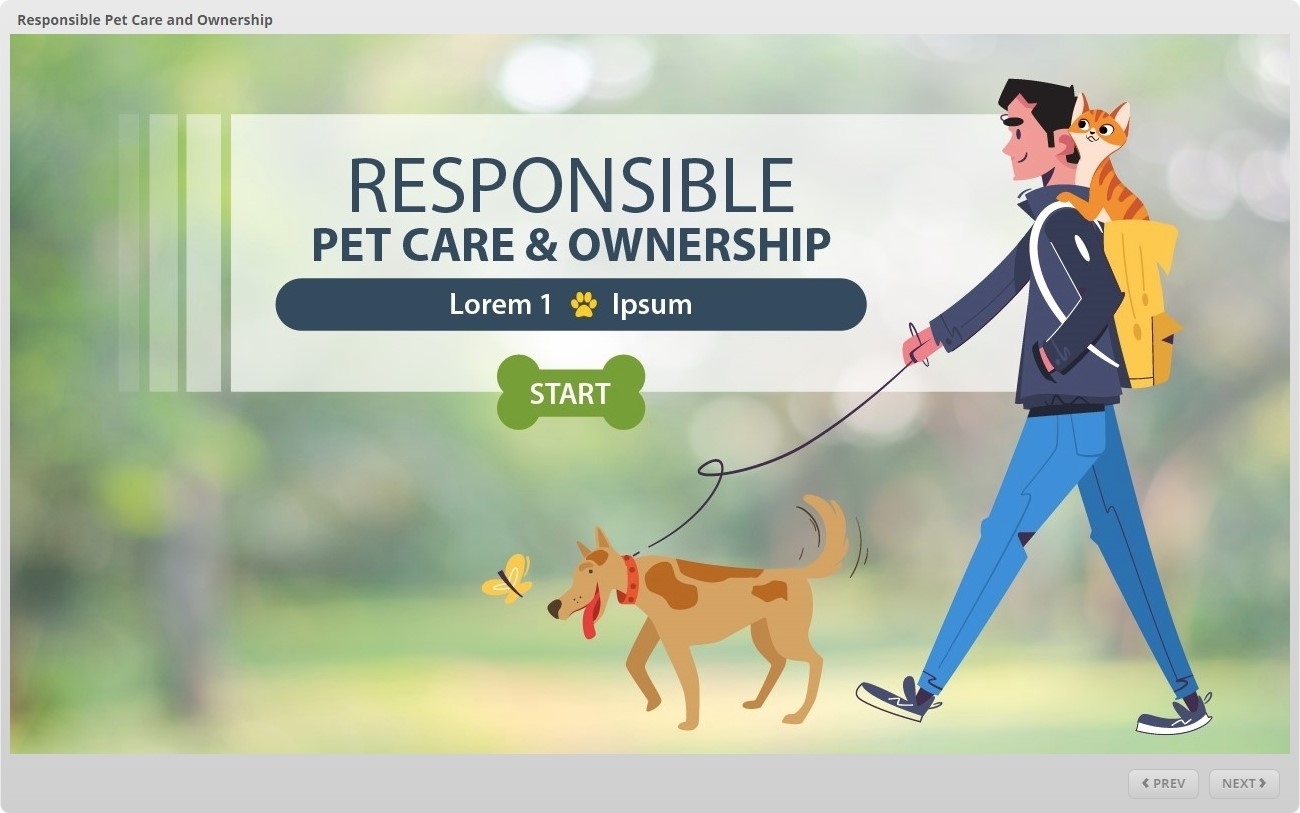 Responsible Pet Care and Ownership
RESPONSIBLE
PET CARE & OWNERSHIP
Lorem 1 Ipsum
START
PREV NEXT